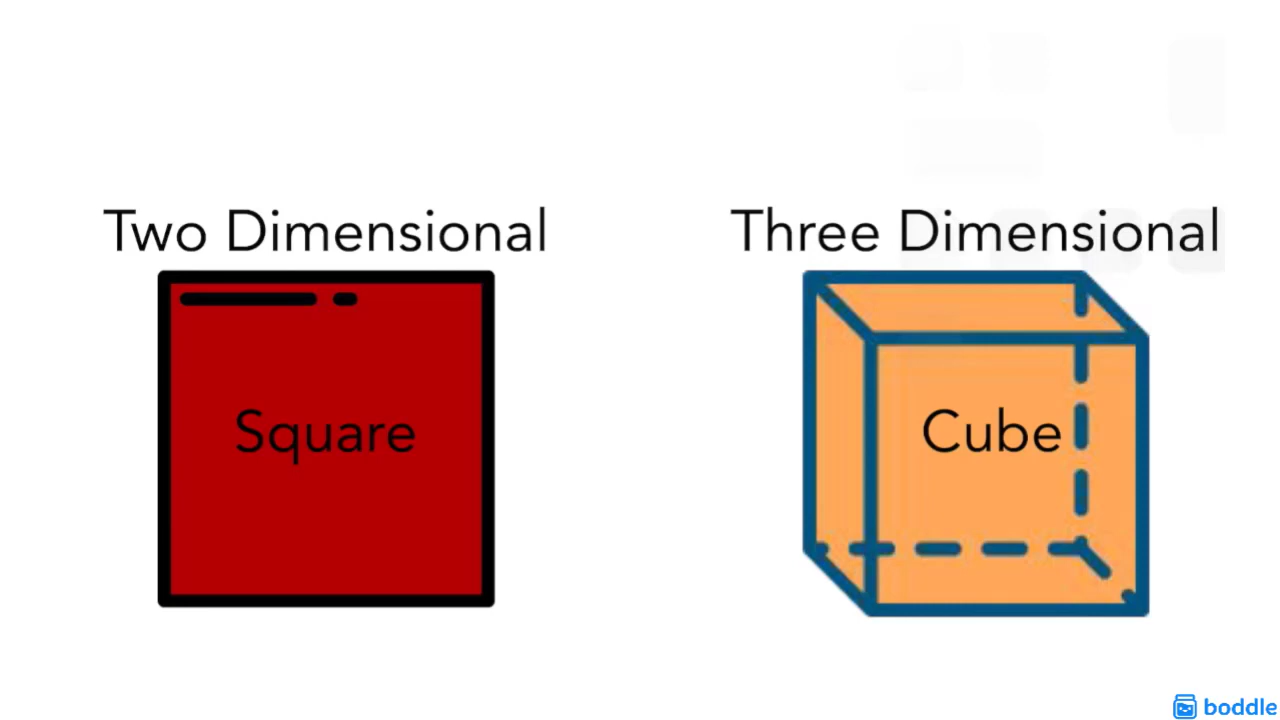 Two Dimensional
Three Dimensional
Square
Cube
boddle